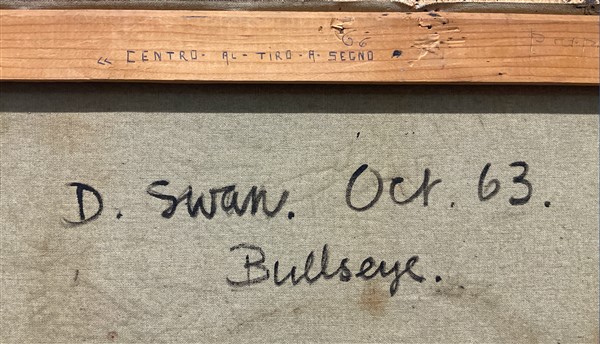 « CENTRO - AL - TIRO - A - SEGNO
D. Swan. Oct. 63.
Bullseye.